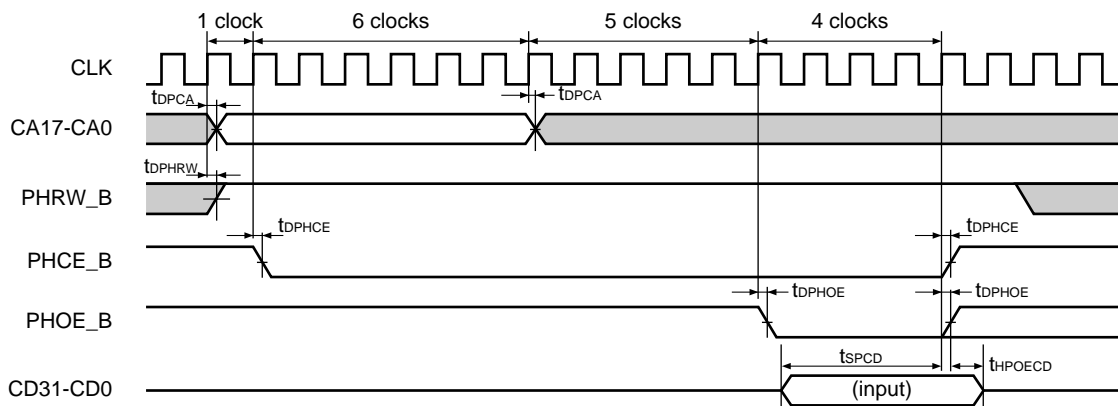 1 clock 6 clocks 5 clocks 4 clocks
CLK
tDPCA tDPCA
CA17-CA0
tDPHRW
PHRW_B
tDPHCE tDPHCE
PHCE_B
tDPHOE tDPHOE
PHOE_B
tSPCD tHPOECD
CD31-CD0 (input)